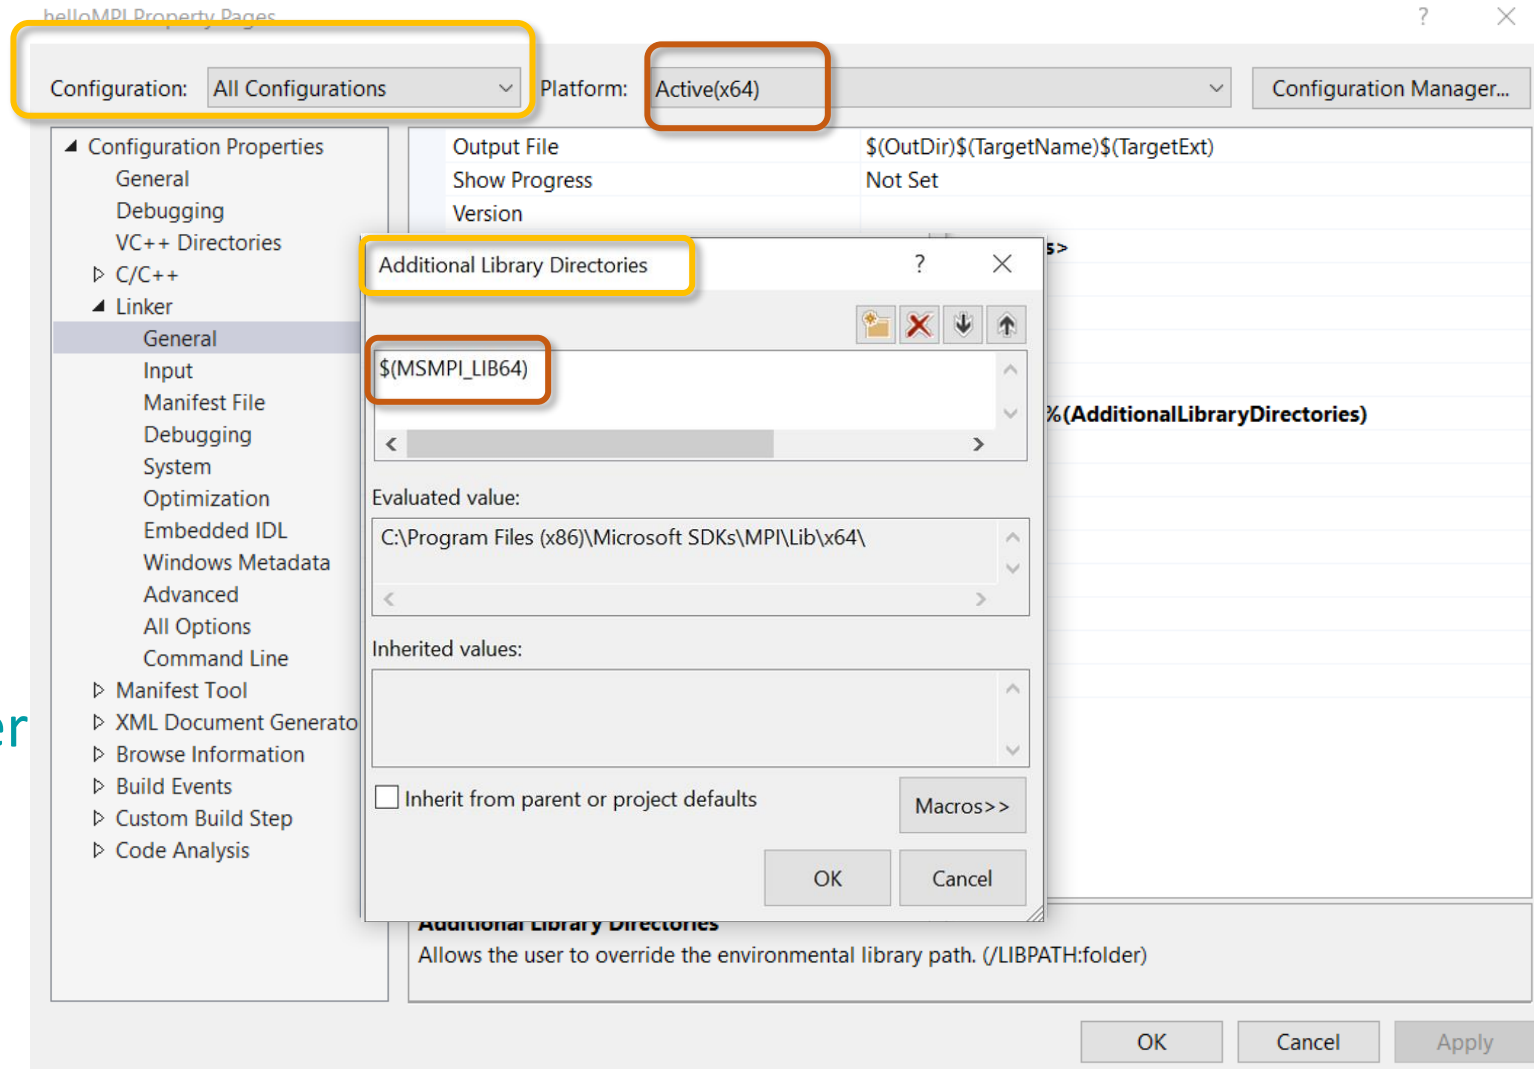 helloMPI Property Pages
?
Configuration: All Configurations Platform: Active(x64) Configuration Manager...
Configuration Properties
General
Debugging
VC++ Directories
C/C++
Linker
General
Input
Manifest File
Debugging
System
Optimization
Embedded IDL
Windows Metadata
Advanced
All Options
Command Line
Manifest Tool
XML Document Generato
Browse Information
Build Events
Custom Build Step
Code Analysis
er
Output File $(OutDir)$(TargetName)$(TargetExt)
Show Progress Not Set
Version
s>
%(AdditionalLibraryDirectories)
Additional Library Directories ?
$(MSMPI_LIB64)
Evaluated value:
C:\Program Files (x86)\Microsoft SDKs\MPI\Lib\x64\
Inherited values:
Inherit from parent or project defaults
Macros>>
OK Cancel
Additional Library Directories
Allows the user to override the environmental library path. (/LIBPATH:folder)
OK Cancel Apply